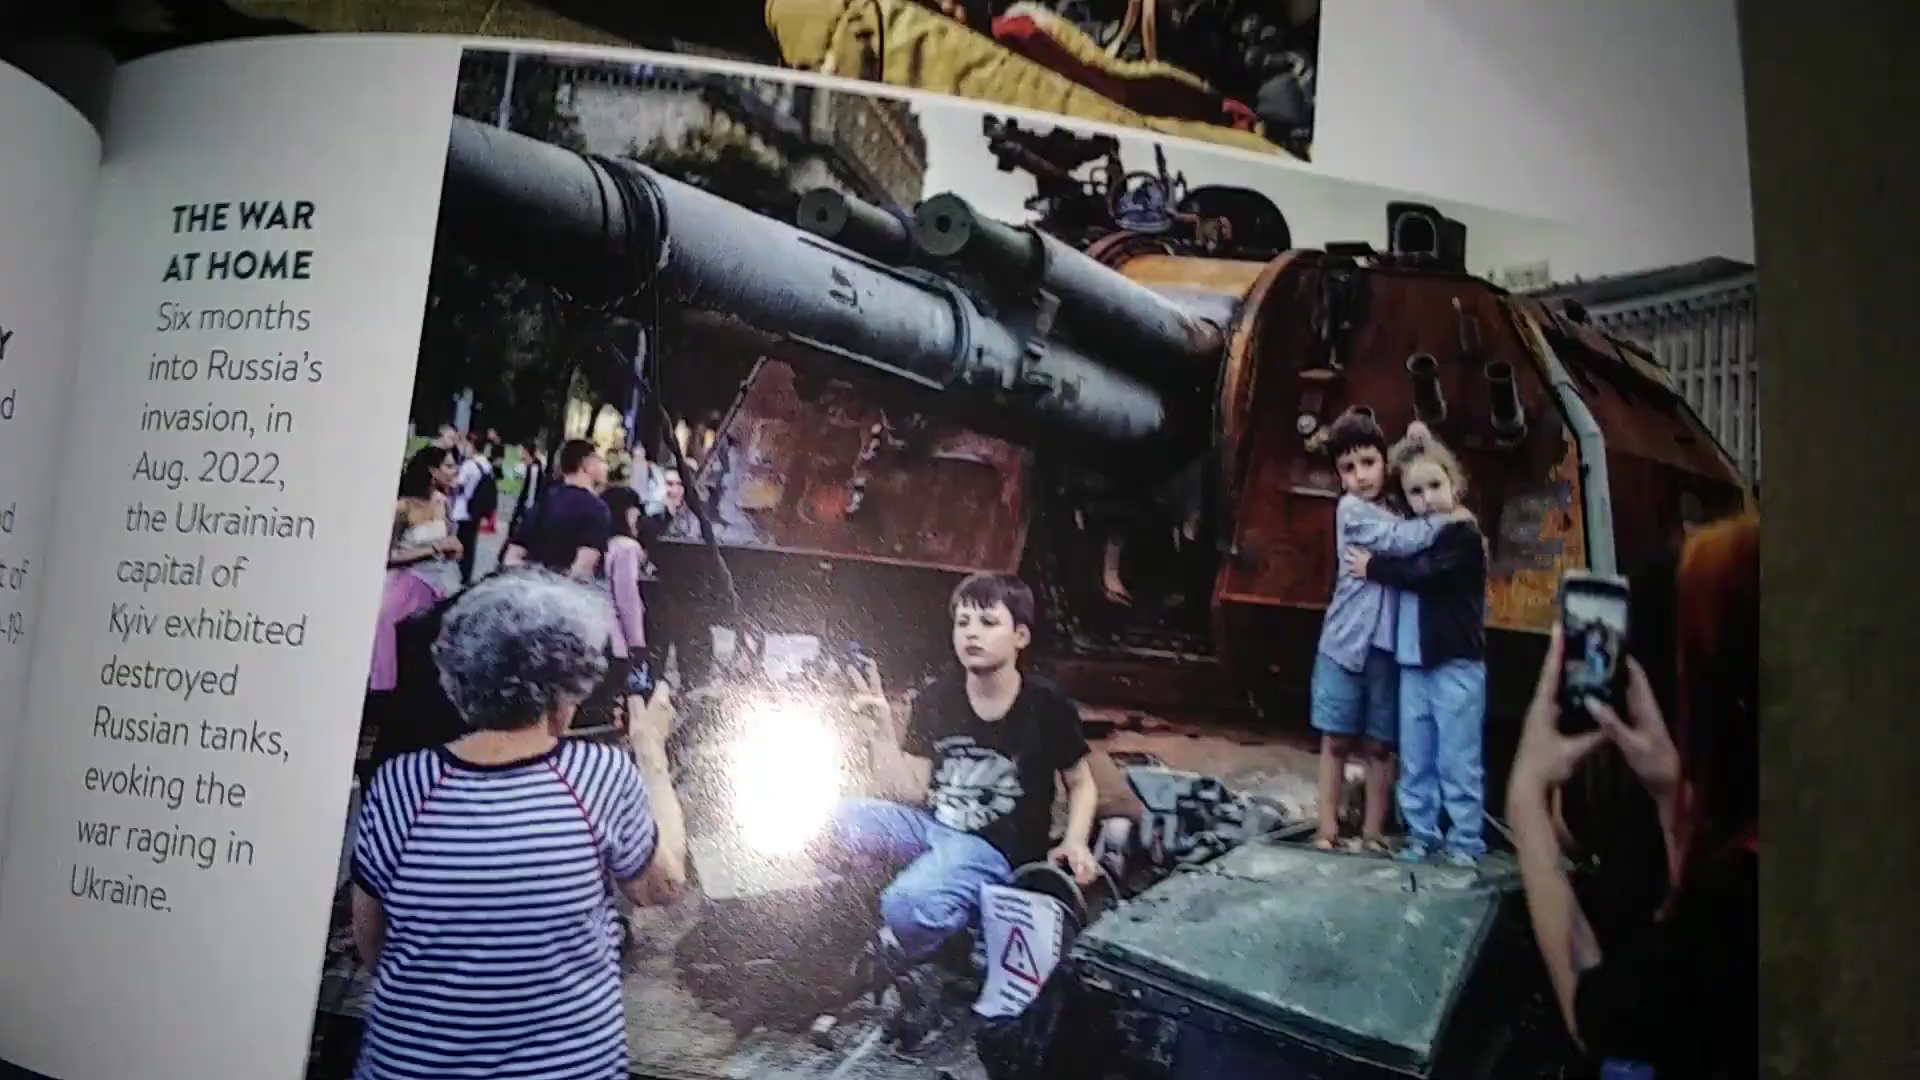 THE WAR
AT HOME
Six months
into Russia's
invasion, in
Aug. 2022,
the Ukrainian
capital of
Kyiv exhibited
destroyed
Russian tanks,
evoking the
war raging in
Ukraine.